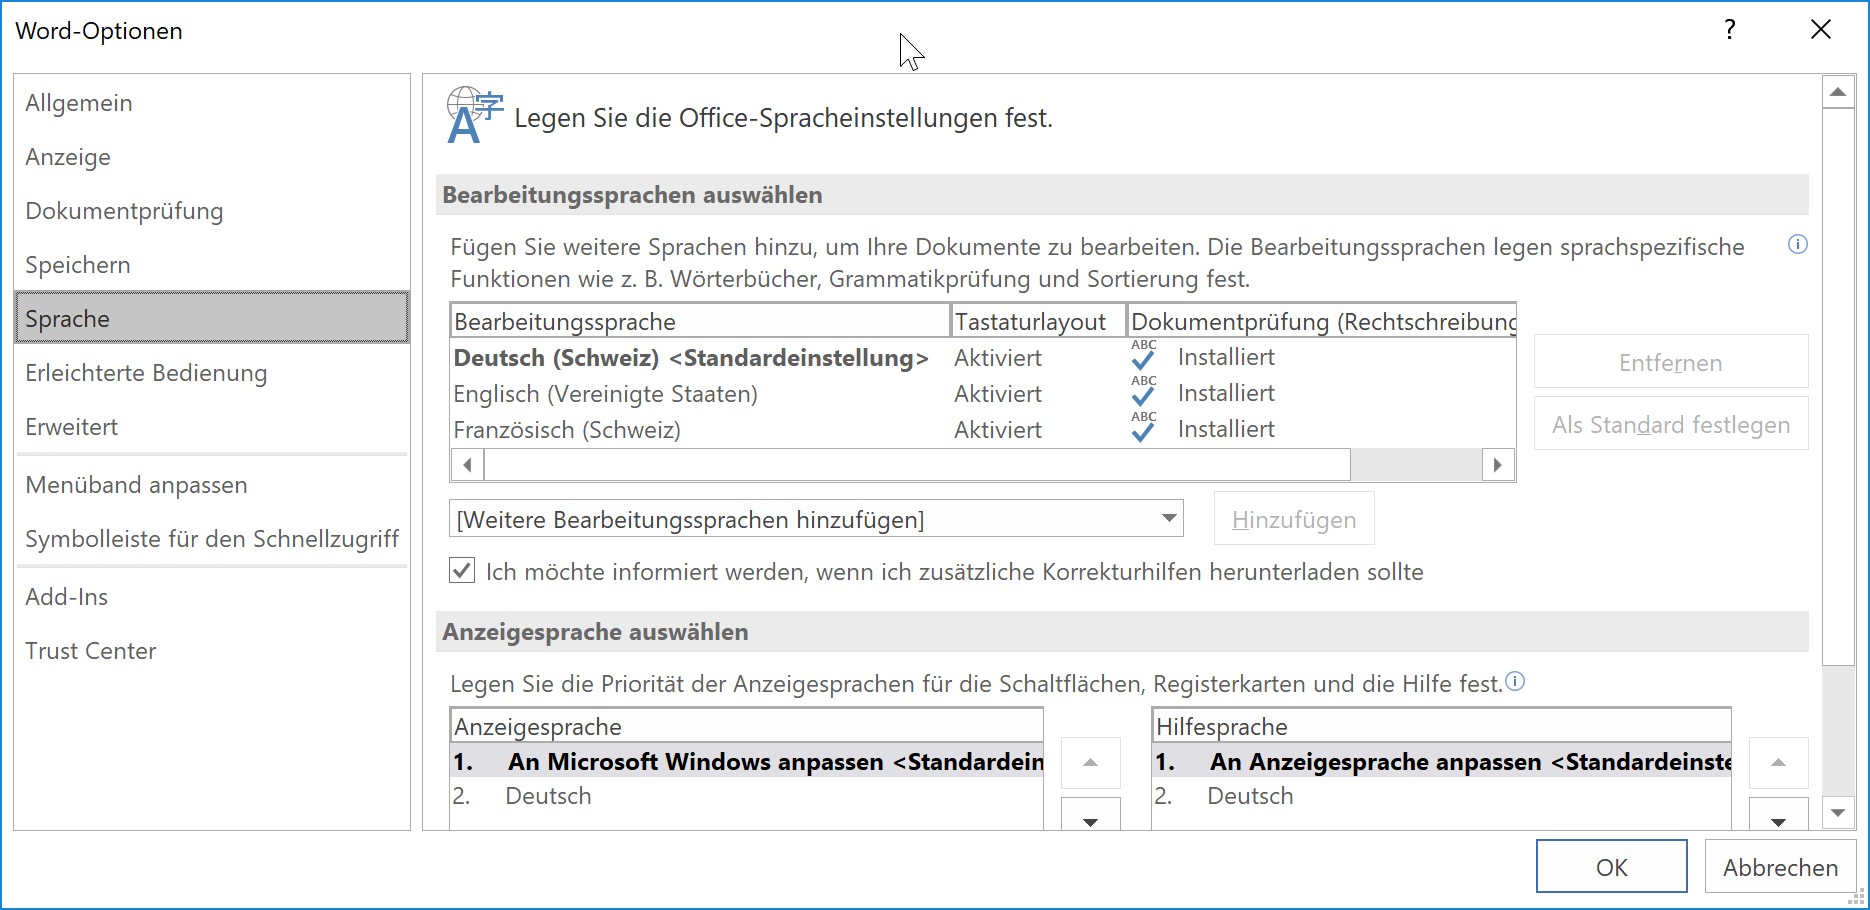 Word-Optionen
?
Allgemein
Anzeige
Dokumentprüfung
Speichern
Sprache
Erleichterte Bedienung
Erweitert
Menüband anpassen
Symbolleiste für den Schnellzugriff
Add-Ins
Trust Center
A字
Legen Sie die Office-Spracheinstellungen fest.
Bearbeitungssprachen auswählen
Fügen Sie weitere Sprachen hinzu, um Ihre Dokumente zu bearbeiten. Die Bearbeitungssprachen legen sprachspezifische
Funktionen wie z. B. Wörterbücher, Grammatikprüfung und Sortierung fest.
Bearbeitungssprache Tastaturlayout Dokumentprüfung (Rechtschreibung
Deutsch (Schweiz) <Standardeinstellung> Aktiviert ABC Installiert
Englisch (Vereinigte Staaten) Aktiviert ABC Installiert
Französisch (Schweiz) Aktiviert ABC Installiert
Entfernen
Als Standard festlegen
[Weitere Bearbeitungssprachen hinzufügen] Hinzufügen
Ich möchte informiert werden, wenn ich zusätzliche Korrekturhilfen herunterladen sollte
Anzeigesprache auswählen
Legen Sie die Priorität der Anzeigesprachen für die Schaltflächen, Registerkarten und die Hilfe fest.
Anzeigesprache
1. An Microsoft Windows anpassen <Standardein
2. Deutsch
Hilfesprache
1. An Anzeigesprache anpassen <Standardeinste
2. Deutsch
OK Abbrechen